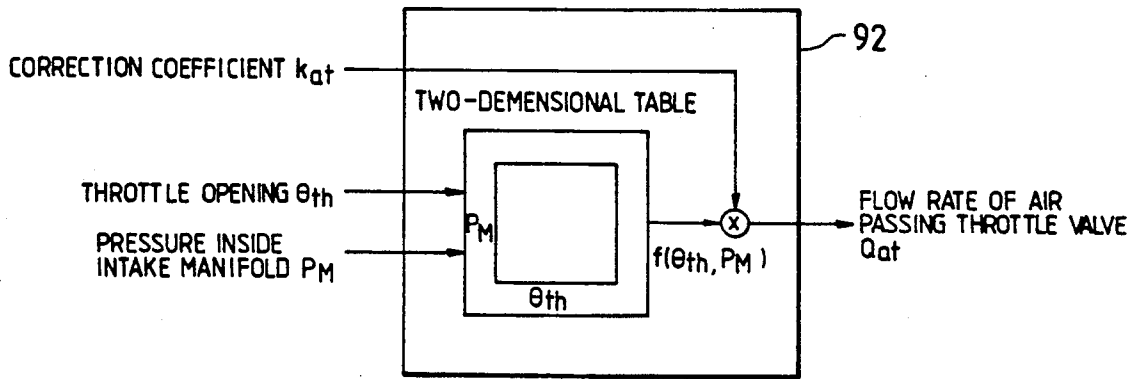 92
CORRECTION COEFFICIENT kat
TWO-DEMENSIONAL TABLE
THROTTLE OPENING θth
PRESSURE INSIDE
INTAKE MANIFOLD PM
PM
θth
f(θth, PM)
X
FLOW RATE OF AIR
PASSING THROTTLE VALVE
Qat